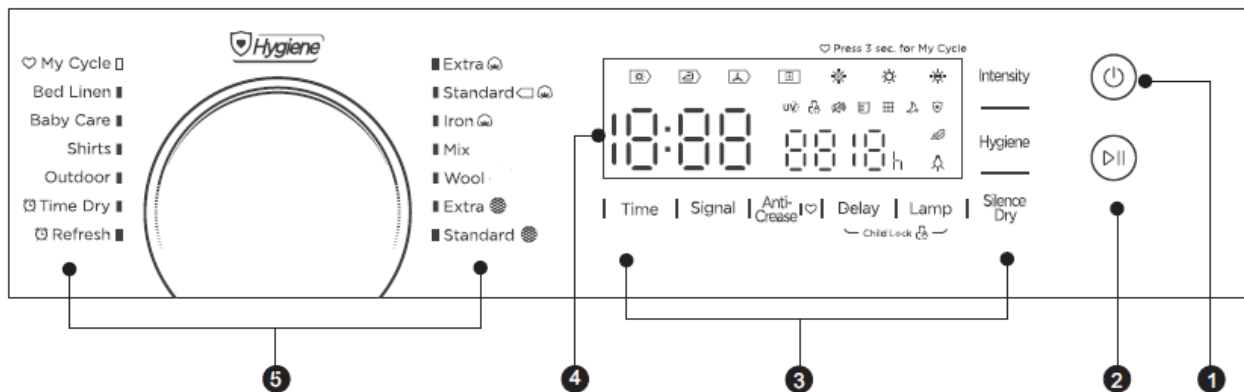 Hygiene
My Cycle
Bed Linen
Baby Care
Shirts
Outdoor
Time Dry
Refresh
Extra
Standard
Iron
Mix
Wool
Extra
Standard
Press 3 sec. for My Cycle
UV
18:88
8818h
Intensity
Hygiene
Time
Signal
Anti-
Crease
Delay
Lamp
Silence
Dry
Child Lock
5
4
3
2
1